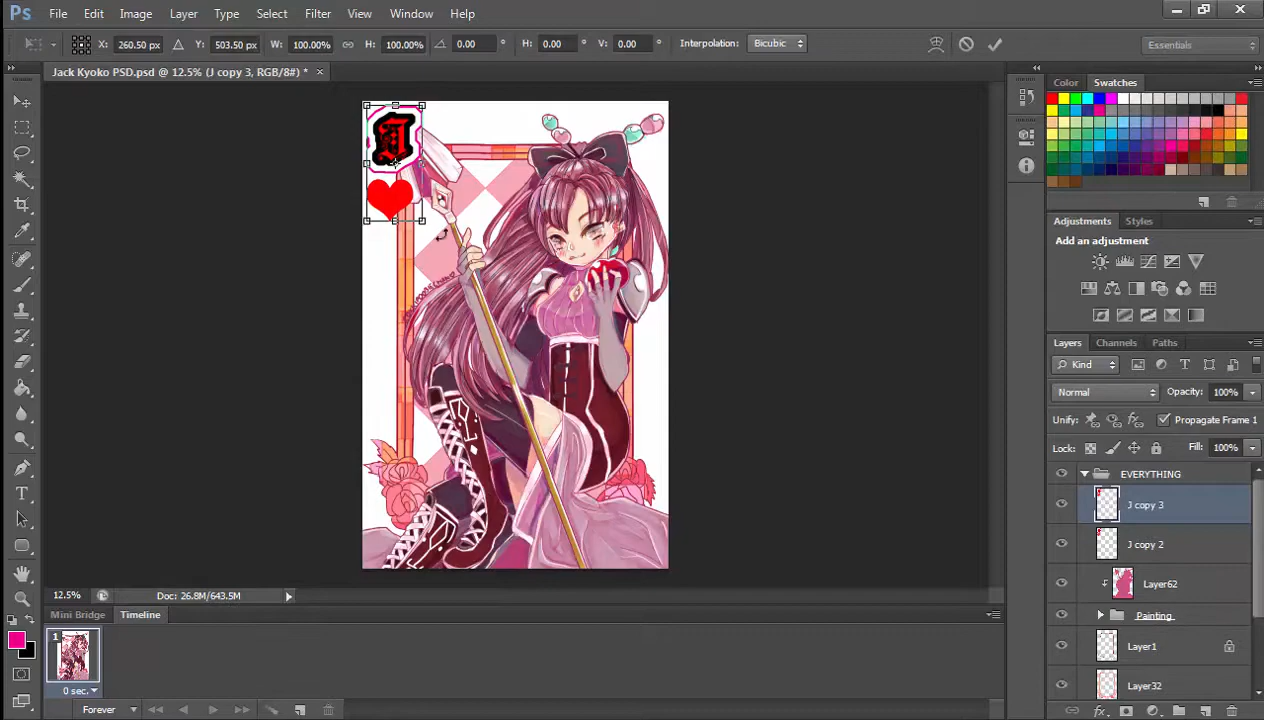 Ps File Edit Image Layer Type Select Filter View Window Help
X: 260.50 px Y: 503.50 px W: 100.00% H: 100.00% 0.00 ° H: 0.00 ° V: 0.00 ° Interpolation: Bicubic Essentials
Jack Kyoko PSD.psd @ 12.5% (J copy 3, RGB/8#) * ×
Color Swatches
J
Adjustments Styles
Add an adjustment
Layers Channels Paths
Kind
Normal Opacity: 100%
Unify: Propagate Frame 1
Lock: Fill: 100%
EVERYTHING
J copy 3
J copy 2
Layer62
Painting
Layer1
Layer32
12.5% Doc: 26.8M/643.5M
Mini Bridge Timeline
1
0 sec.
Forever